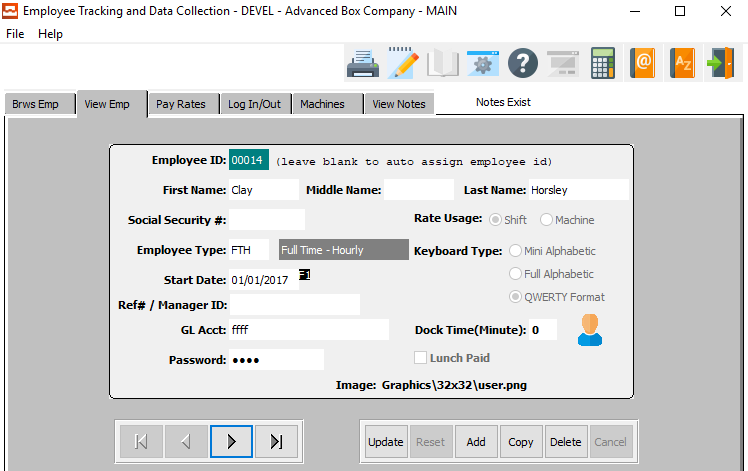 Employee Tracking and Data Collection - DEVEL - Advanced Box Company - MAIN
File Help
Brws Emp View Emp Pay Rates Log In/Out Machines View Notes Notes Exist
Employee ID: 00014 (leave blank to auto assign employee id)
First Name: Clay Middle Name: Last Name: Horsley
Social Security #: Rate Usage: Shift Machine
Employee Type: FTH Full Time - Hourly Keyboard Type: Mini Alphabetic
Start Date: 01/01/2017 F1 Full Alphabetic
Ref# / Manager ID: QWERTY Format
GL Acct: ffff Dock Time(Minute): 0
Password: ●●●● Lunch Paid
Image: Graphics\32x32\user.png
Update Reset Add Copy Delete Cancel